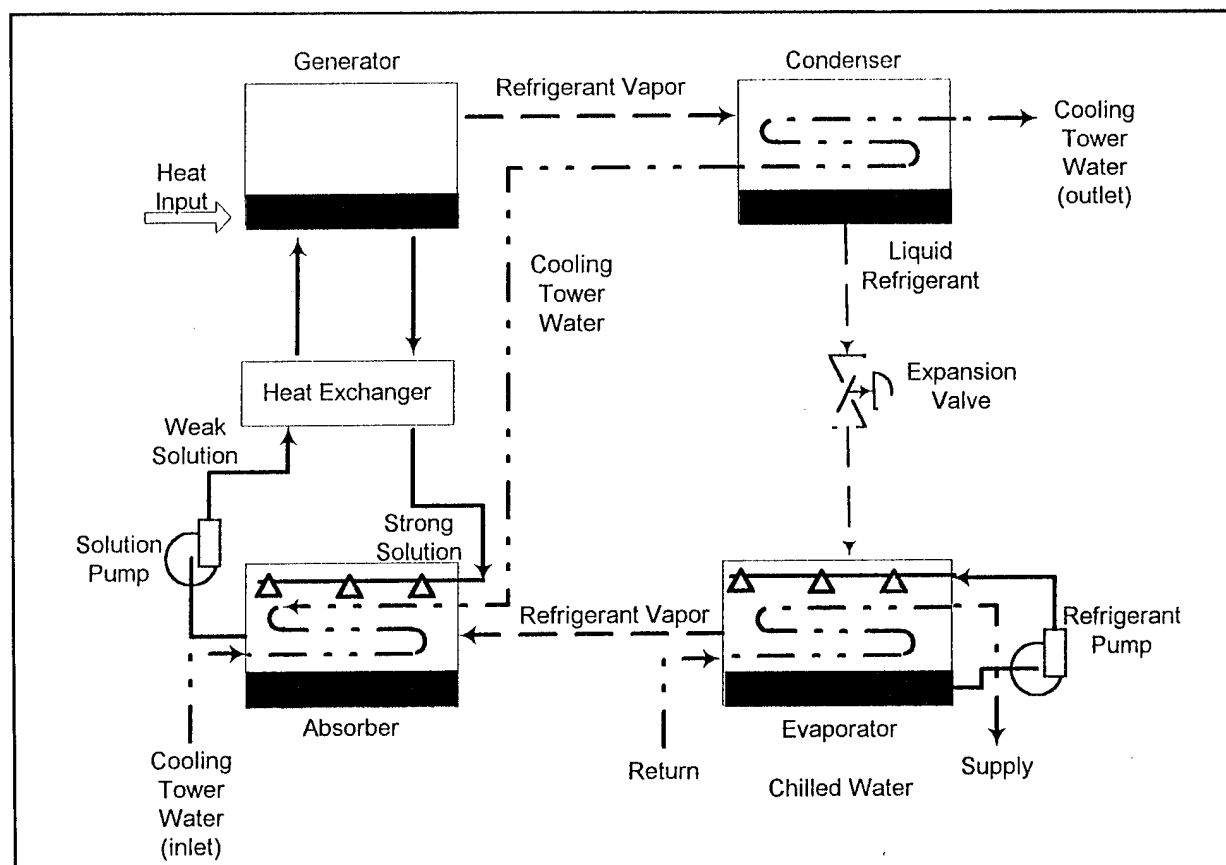 Generator
Condenser
Refrigerant Vapor
Cooling
Tower
Water
(outlet)
Heat
Input
Liquid
Refrigerant
Cooling
Tower
Water
Heat Exchanger
Expansion
Valve
Weak
Solution
Strong
Solution
Solution
Pump
Refrigerant Vapor
Refrigerant
Pump
Absorber
Evaporator
Cooling
Tower
Water
(inlet)
Return
Supply
Chilled Water